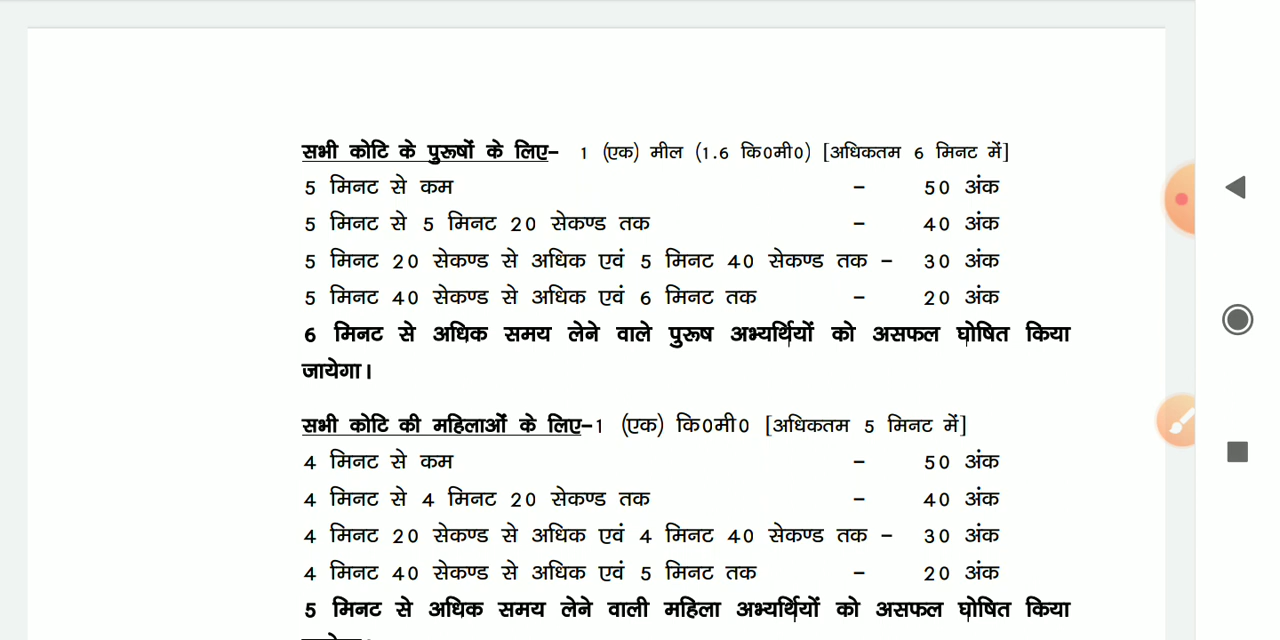 सभी कोटि के पुरूषों के लिए– 1 (एक) मील (1.6 कि0मी0) [अधिकतम 6 मिनट में]
5 मिनट से कम – 50 अंक
5 मिनट से 5 मिनट 20 सेकण्ड तक – 40 अंक
5 मिनट 20 सेकण्ड से अधिक एवं 5 मिनट 40 सेकण्ड तक – 30 अंक
5 मिनट 40 सेकण्ड से अधिक एवं 6 मिनट तक – 20 अंक
6 मिनट से अधिक समय लेने वाले पुरूष अभ्यर्थियों को असफल घोषित किया
जायेगा।
सभी कोटि की महिलाओं के लिए–1 (एक) कि0मी0 [अधिकतम 5 मिनट में]
4 मिनट से कम – 50 अंक
4 मिनट से 4 मिनट 20 सेकण्ड तक – 40 अंक
4 मिनट 20 सेकण्ड से अधिक एवं 4 मिनट 40 सेकण्ड तक – 30 अंक
4 मिनट 40 सेकण्ड से अधिक एवं 5 मिनट तक – 20 अंक
5 मिनट से अधिक समय लेने वाली महिला अभ्यर्थियों को असफल घोषित किया